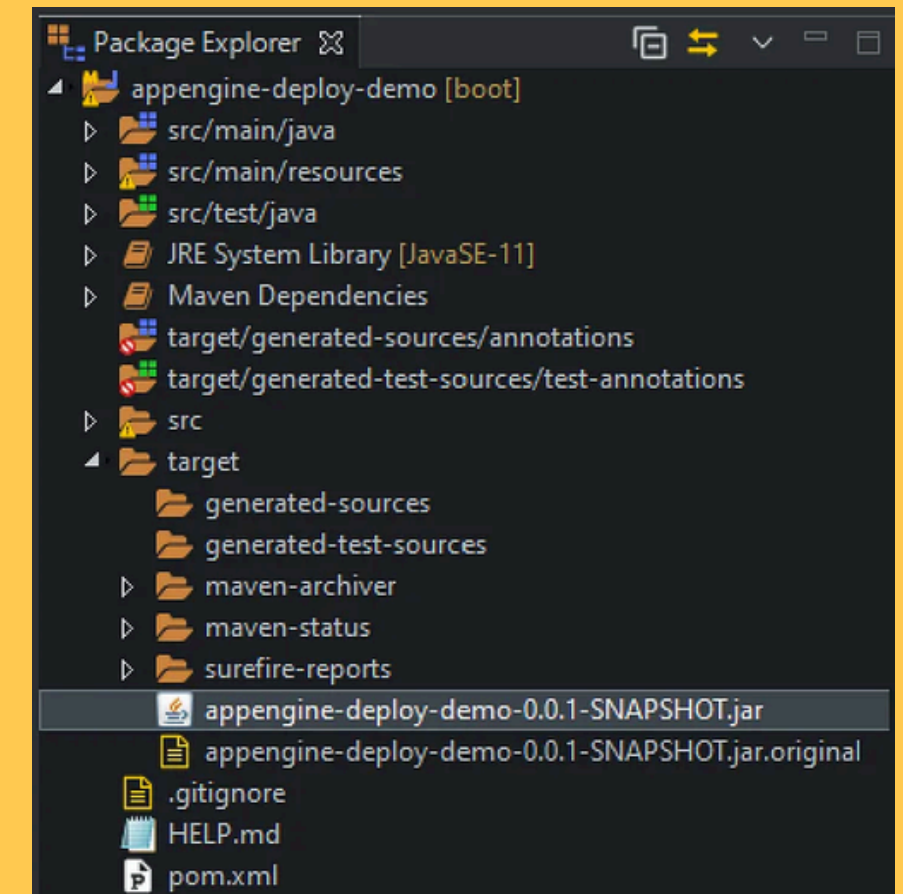 Package Explorer
appengine-deploy-demo [boot]
src/main/java
src/main/resources
src/test/java
JRE System Library [JavaSE-11]
Maven Dependencies
target/generated-sources/annotations
target/generated-test-sources/test-annotations
src
target
generated-sources
generated-test-sources
maven-archiver
maven-status
surefire-reports
appengine-deploy-demo-0.0.1-SNAPSHOT.jar
appengine-deploy-demo-0.0.1-SNAPSHOT.jar.original
.gitignore
HELP.md
pom.xml